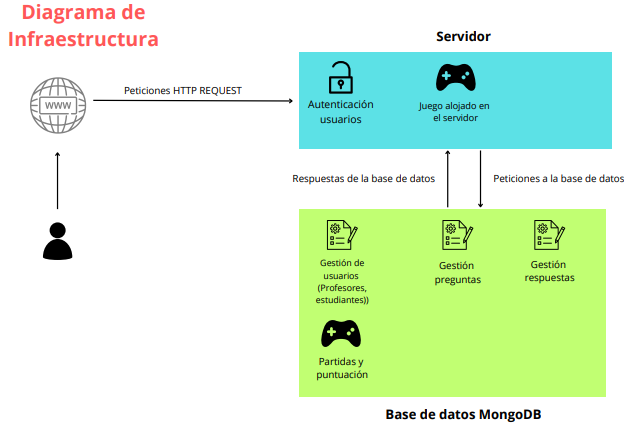 Diagrama de
Infraestructura
Servidor
WWW
Peticiones HTTP REQUEST
Autenticación
usuarios
Juego alojado en
el servidor
Respuestas de la base de datos
Peticiones a la base de datos
Gestión de
usuarios
(Profesores,
estudiantes))
Gestión
preguntas
Gestión
respuestas
Partidas y
puntuación
Base de datos MongoDB